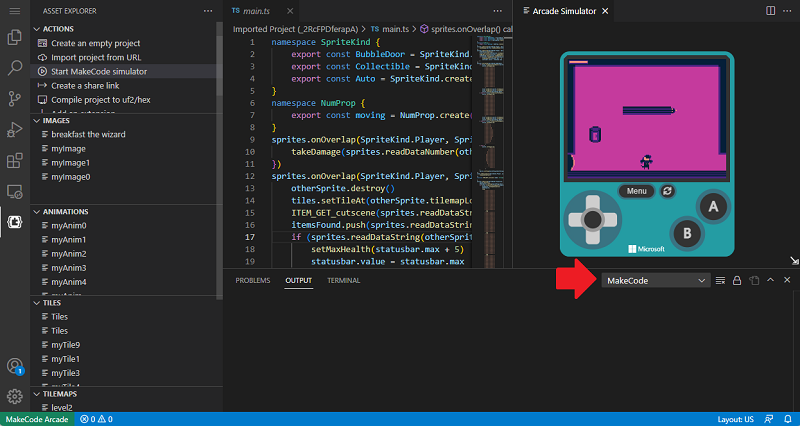 ASSET EXPLORER
ACTIONS
Create an empty project
Import project from URL
Start MakeCode simulator
Create a share link
Compile project to uf2/hex
IMAGES
breakfast the wizard
myImage
myImage1
myImage0
ANIMATIONS
myAnim0
myAnim1
myAnim2
myAnim3
myAnim4
TILES
Tiles
Tiles
myTile9
myTile1
myTile3
TILEMAPS
level2
1
TS main.ts
Imported Project (_2RcFPDferapA) > TS main.ts > sprites.onOverlap() cal
1 namespace SpriteKind {
2 export const BubbleDoor = SpriteKind.
3 export const Collectible = SpriteKin
4 export const Auto = SpriteKind.create
5 }
6 namespace NumProp {
7 export const moving = NumProp.create(
8 }
9 sprites.onOverlap(SpriteKind.Player, Spr
10 takeDamage(sprites.readDataNumber(oth
11 })
12 sprites.onOverlap(SpriteKind.Player, Spr
13 otherSprite.destroy()
14 tiles.setTileAt(otherSprite.tilemapLo
15 ITEM_GET_cutscene(sprites.readDataStr
16 itemsFound.push(sprites.readDataStrin
17 if (sprites.readDataString(otherSprit
18 setMaxHealth(statusbar.max + 5)
19 statusbar.value = statusbar.max
Arcade Simulator
Menu
A
B
Microsoft
PROBLEMS
OUTPUT
TERMINAL
MakeCode
MakeCode Arcade
0 0
Layout: US